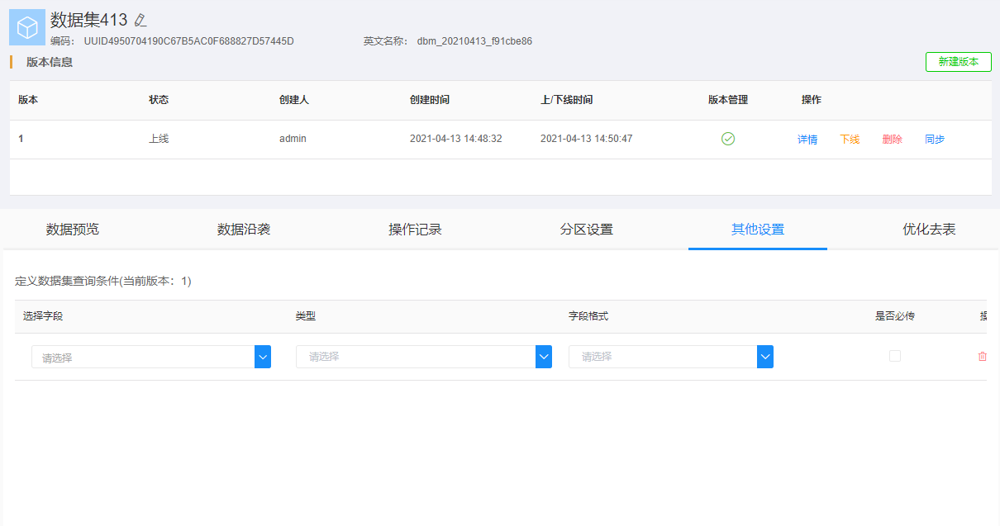 数据集413
编码： UUID4950704190C67B5AC0F688827D57445D 英文名称： dbm_20210413_f91cbe86
版本信息 新建版本
版本 状态 创建人 创建时间 上/下线时间 版本管理 操作
1 上线 admin 2021-04-13 14:48:32 2021-04-13 14:50:47 详情 下线 删除 同步
数据预览 数据沿袭 操作记录 分区设置 其他设置 优化去表
定义数据集查询条件(当前版本：1)
选择字段 类型 字段格式 是否必传
请选择 请选择 请选择